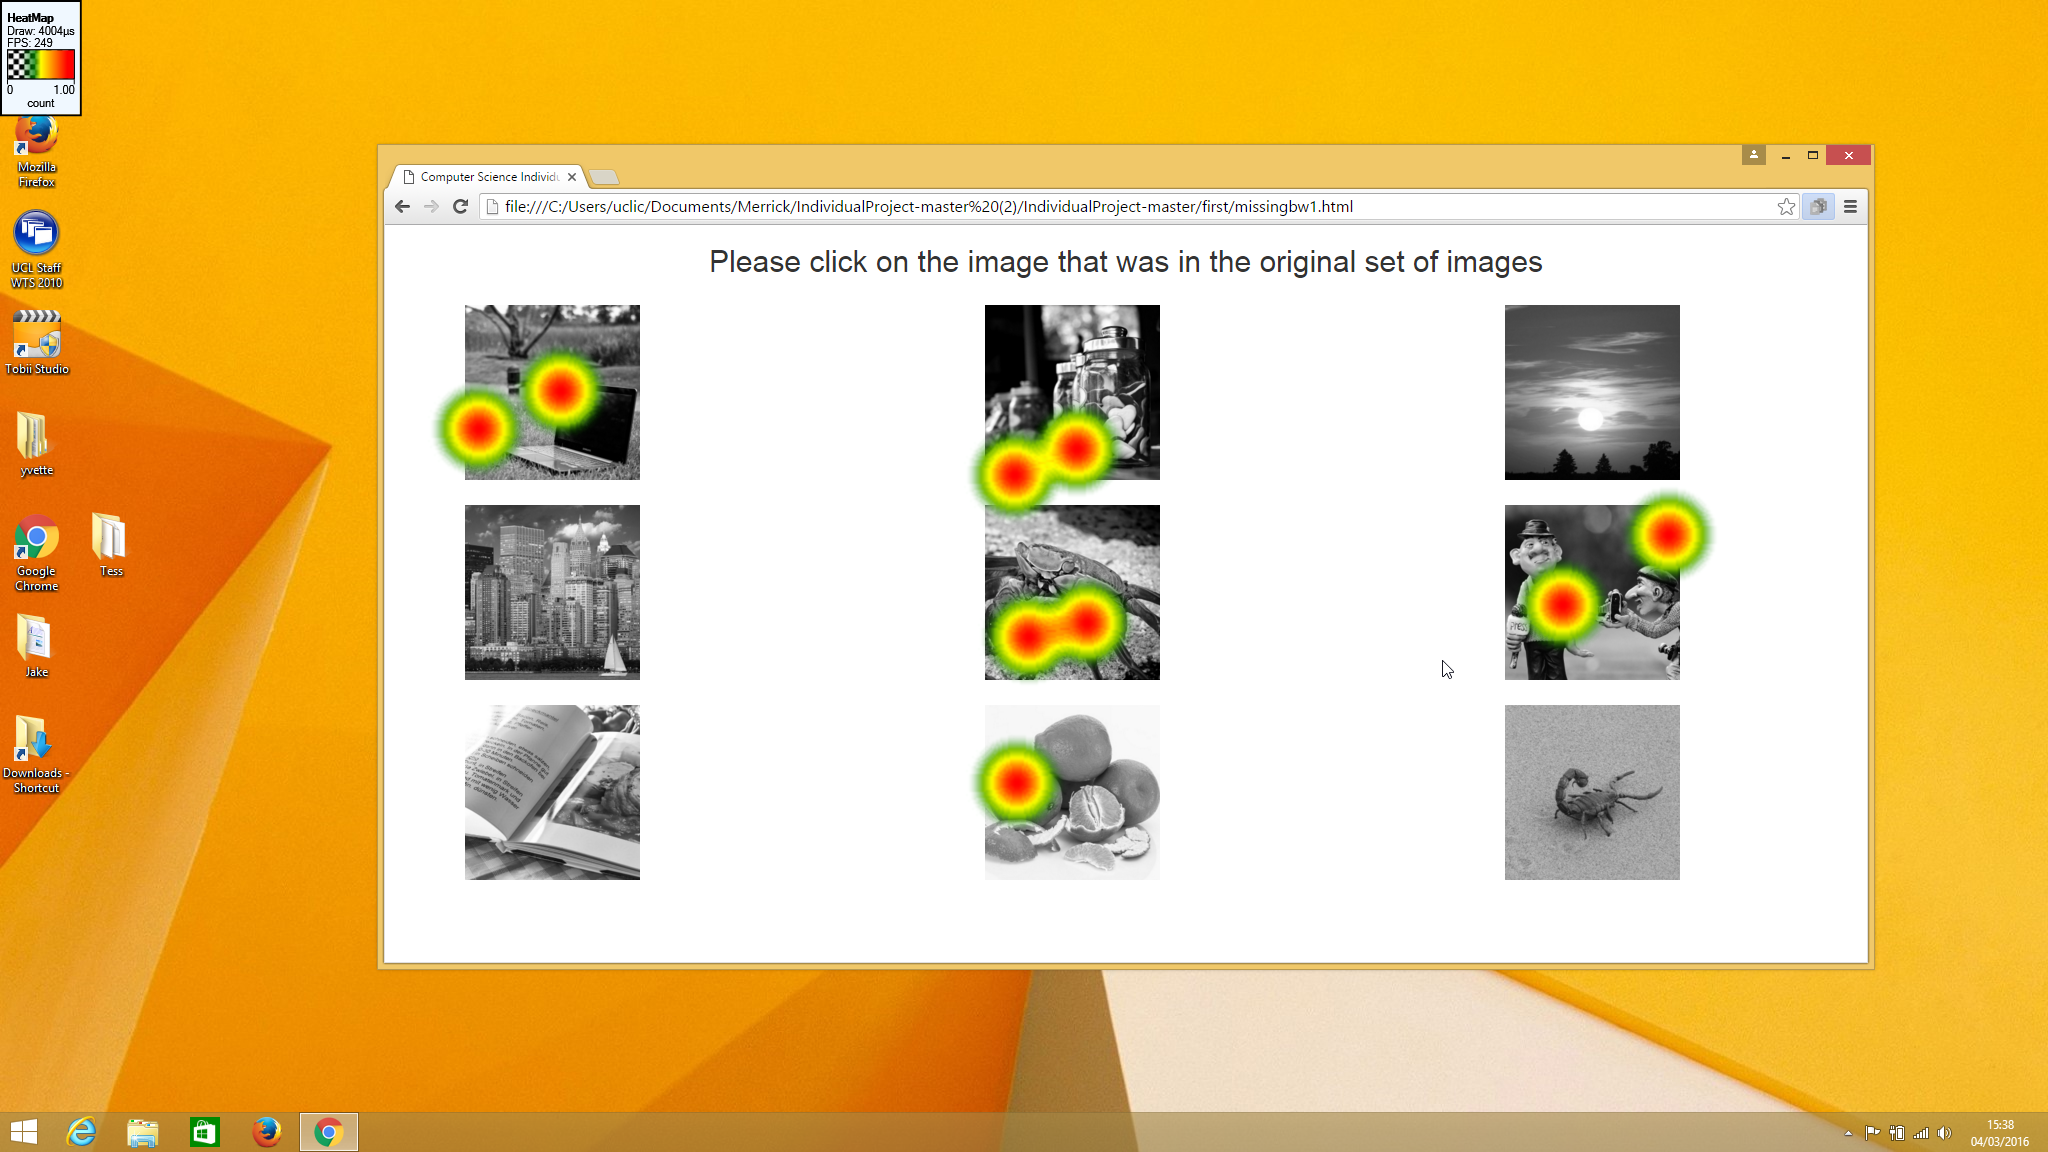 HeatMap
Draw: 4004µs
FPS: 249
0 1.00
count
Mozilla
Firefox
UCL Staff
WTS 2010
Tobii Studio
yvette
Google
Chrome
Tess
Jake
Downloads -
Shortcut
Computer Science Individu
file:///C:/Users/uclic/Documents/Merrick/IndividualProject-master%20(2)/IndividualProject-master/first/missingbw1.html
Please click on the image that was in the original set of images
PRESS
15:38
04/03/2016